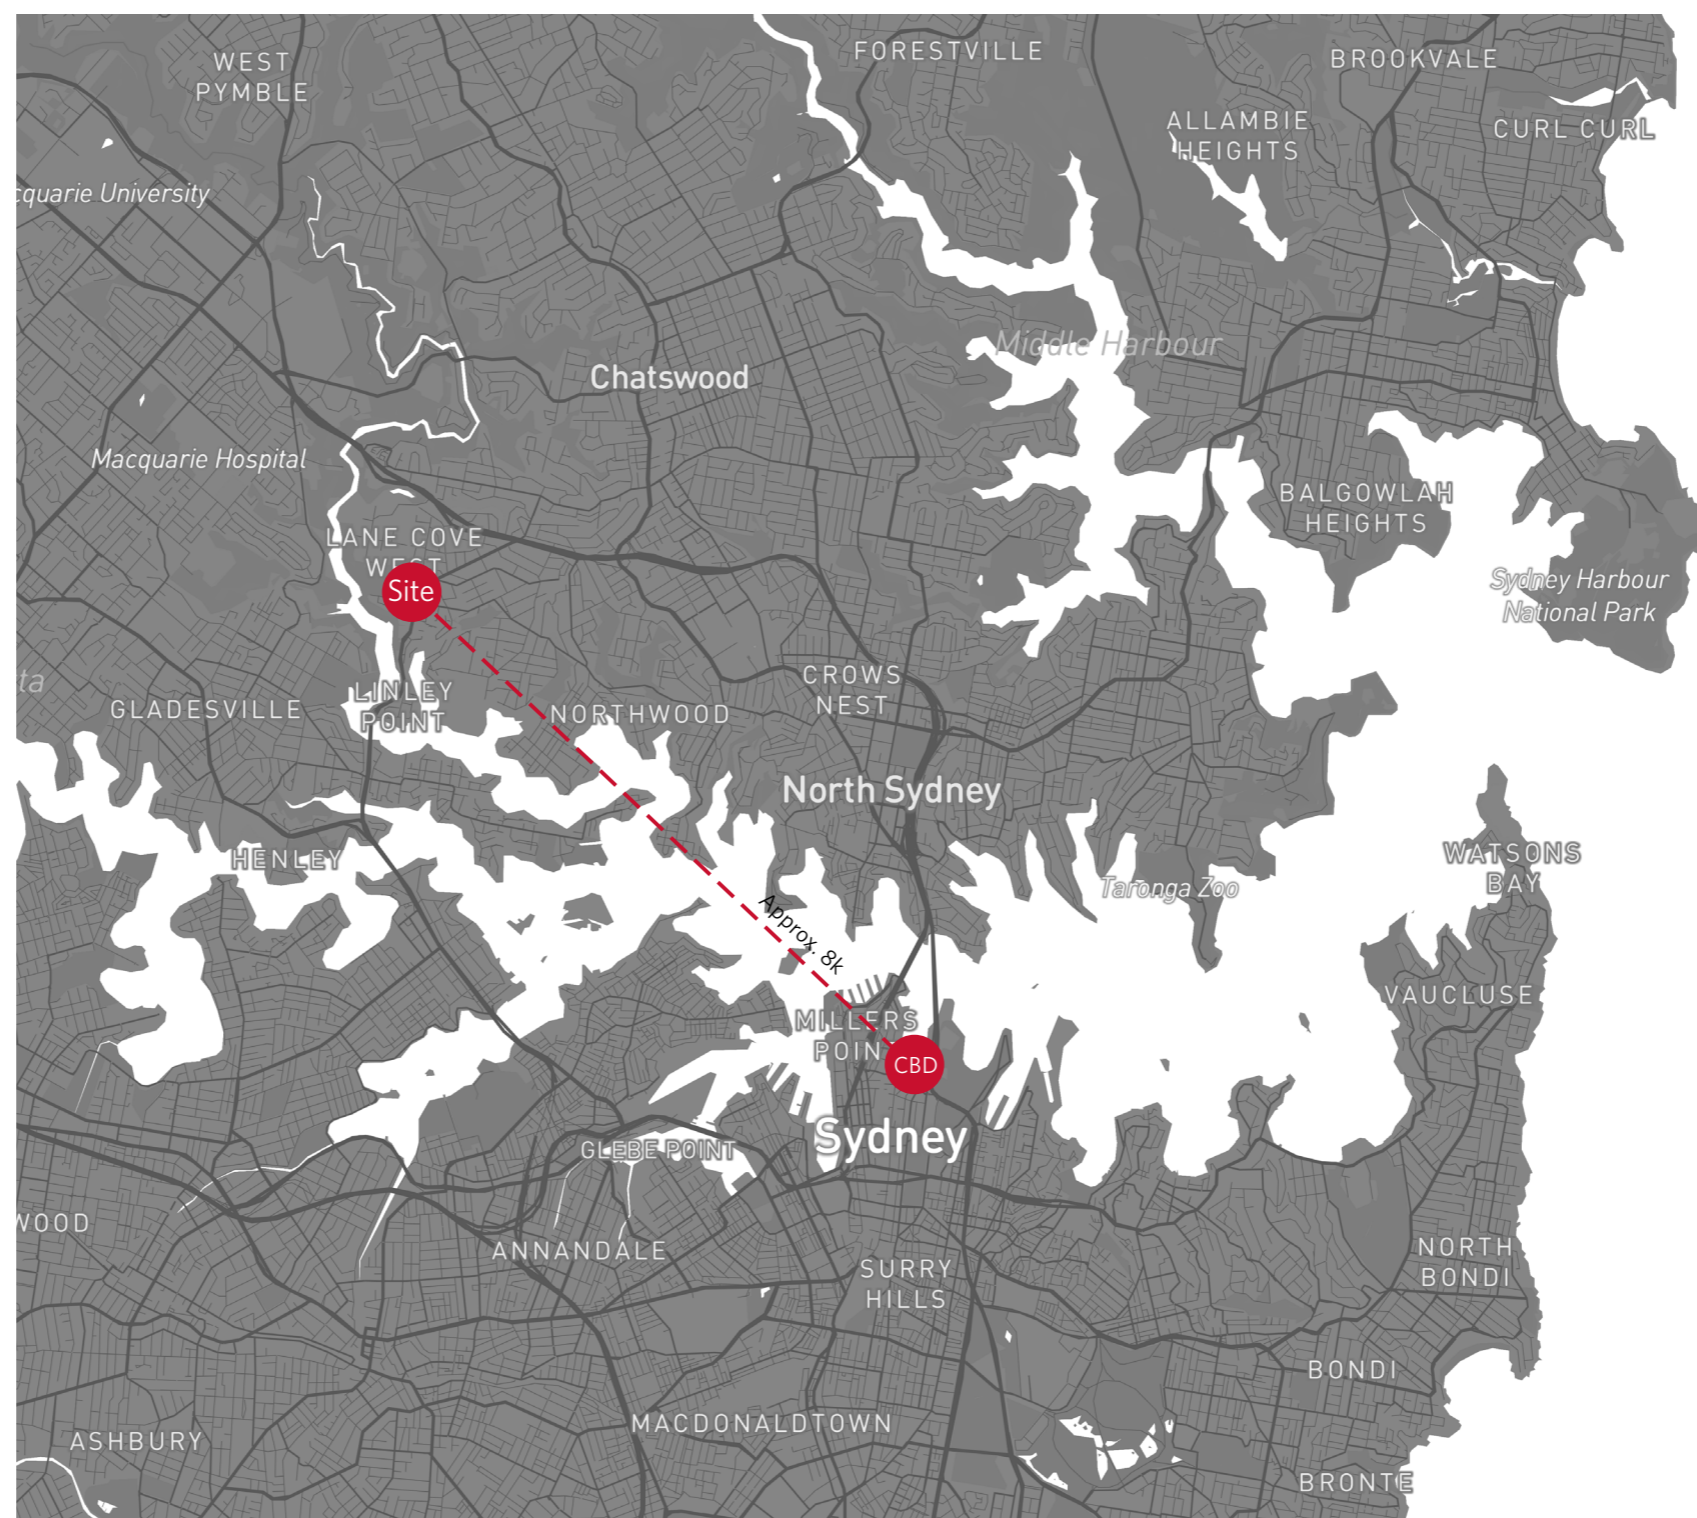 FORESTVILLE
BROOKVALE
WEST
PYMBLE
ALLAMBIE
HEIGHTS
CURL CURL
cquarie University
Middle Harbour
Chatswood
Macquarie Hospital
BALGOWLAH
HEIGHTS
LANE COVE
WEST
Site
Sydney Harbour
National Park
ta
CROWS
NEST
LINLEY
POINT
GLADESVILLE
NORTHWOOD
North Sydney
HENLEY
WATSONS
BAY
Taronga Zoo
Approx. 8k
VAUCLUSE
MILLERS
POIN
CBD
Sydney
GLEBE POINT
WOOD
ANNANDALE
NORTH
BONDI
SURRY
HILLS
BONDI
MACDONALDTOWN
ASHBURY
BRONTE